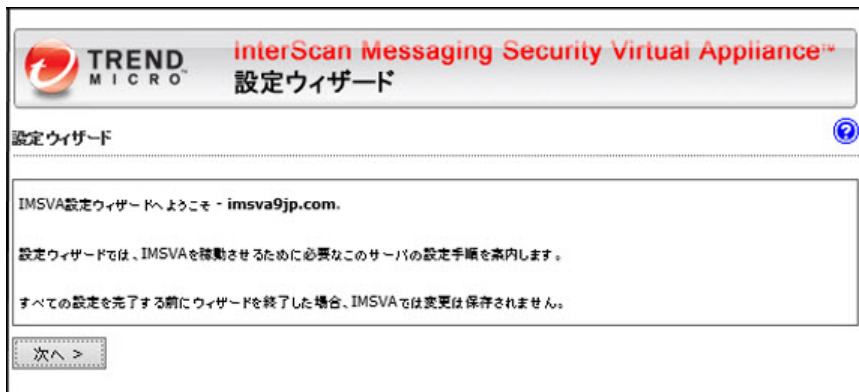 TREND MICRO™
InterScan Messaging Security Virtual Appliance™
設定ウィザード
設定ウィザード
?
IMSVA設定ウィザードへようこそ - imsva9jp.com.
設定ウィザードでは、IMSVAを稼動させるために必要なこのサーバの設定手順を案内します。
すべての設定を完了する前にウィザードを終了した場合、IMSVAでは変更は保存されません。
次へ >